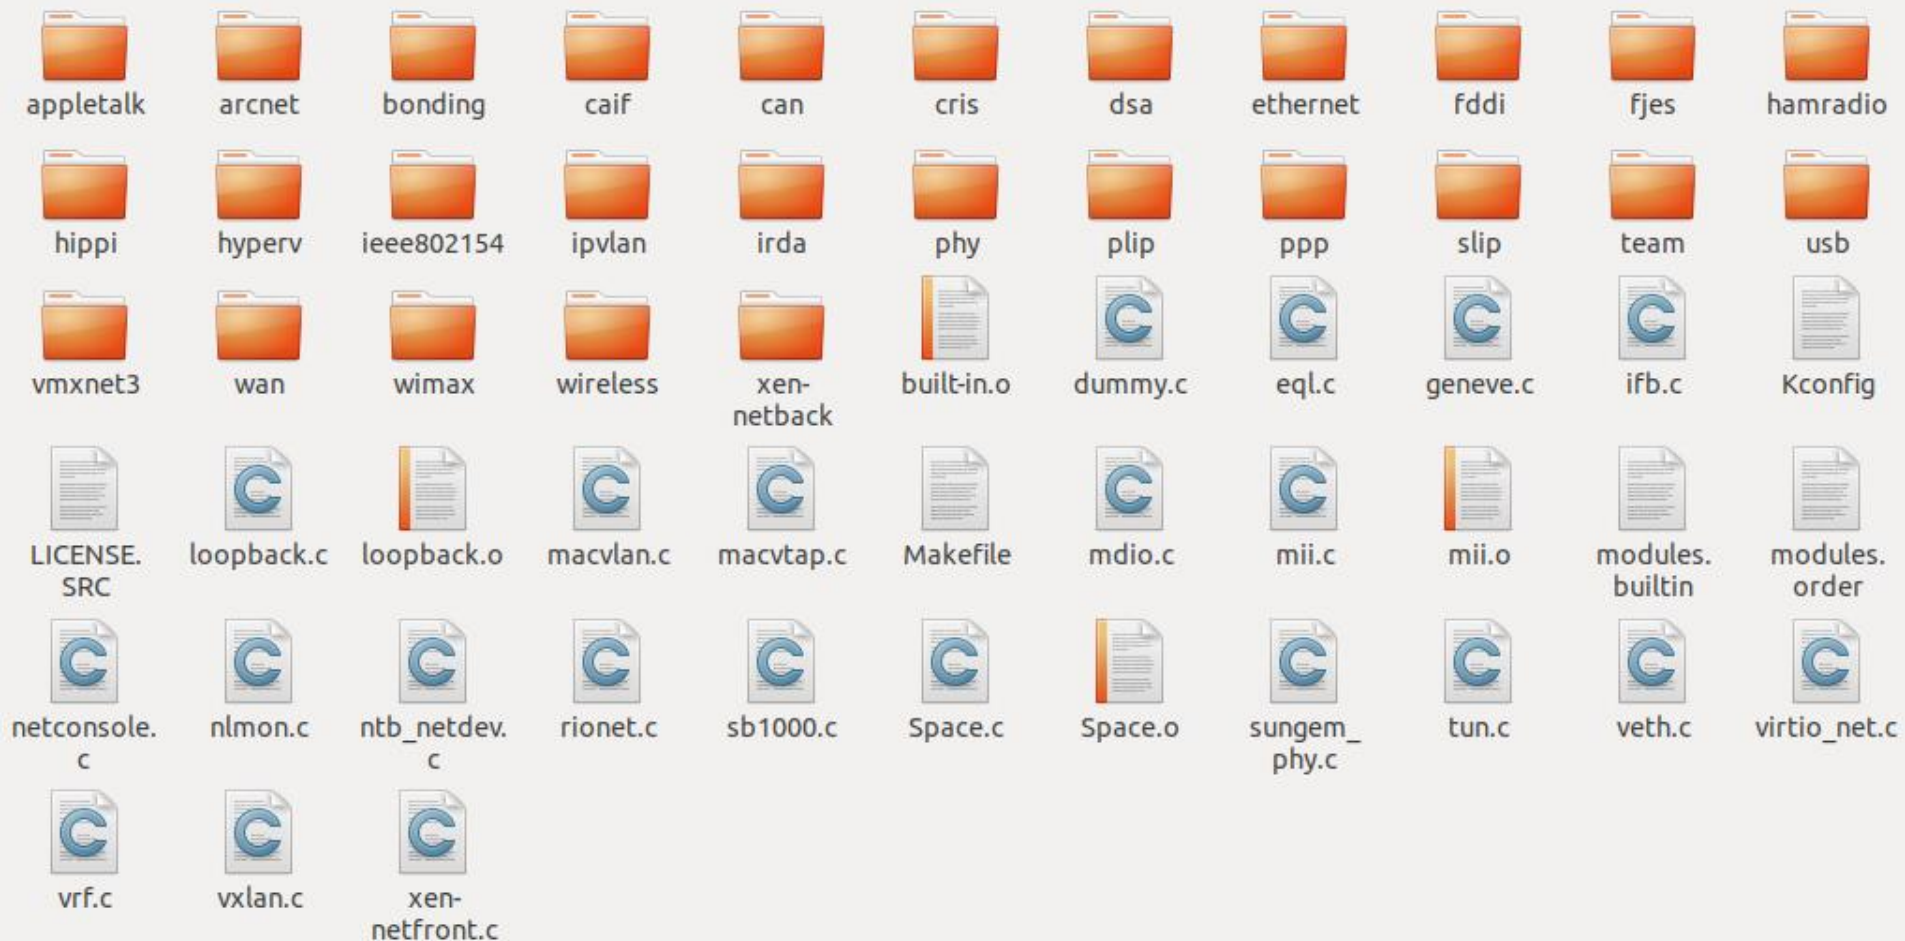 appletalk arcnet bonding caif can cris dsa ethernet fddi fjes hamradio
hippi hyperv ieee802154 ipvlan irda phy plip ppp slip team usb
vmxnet3 wan wimax wireless xen-netback built-in.o dummy.c eql.c geneve.c ifb.c Kconfig
LICENSE.SRC loopback.c loopback.o macvlan.c macvtap.c Makefile mdio.c mii.c mii.o modules.builtin modules.order
netconsole.c nlmon.c ntb_netdev.c rionet.c sb1000.c Space.c Space.o sungem_phy.c tun.c veth.c virtio_net.c
vrf.c vxlan.c xen-netfront.c